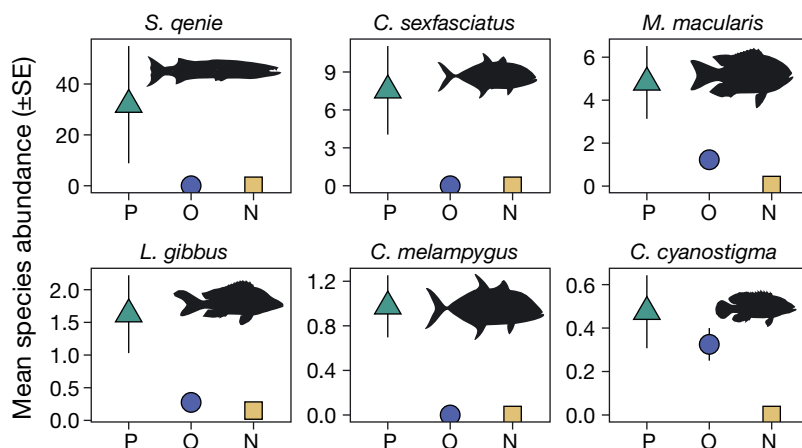 S. qenie
C. sexfasciatus
M. macularis
Mean species abundance (±SE)
40
20
0
P O N
9
6
3
0
P O N
6
4
2
0
P O N
L. gibbus
C. melampygus
C. cyanostigma
2.0
1.5
1.0
0.5
0.0
P O N
1.2
0.8
0.4
0.0
P O N
0.6
0.4
0.2
0.0
P O N